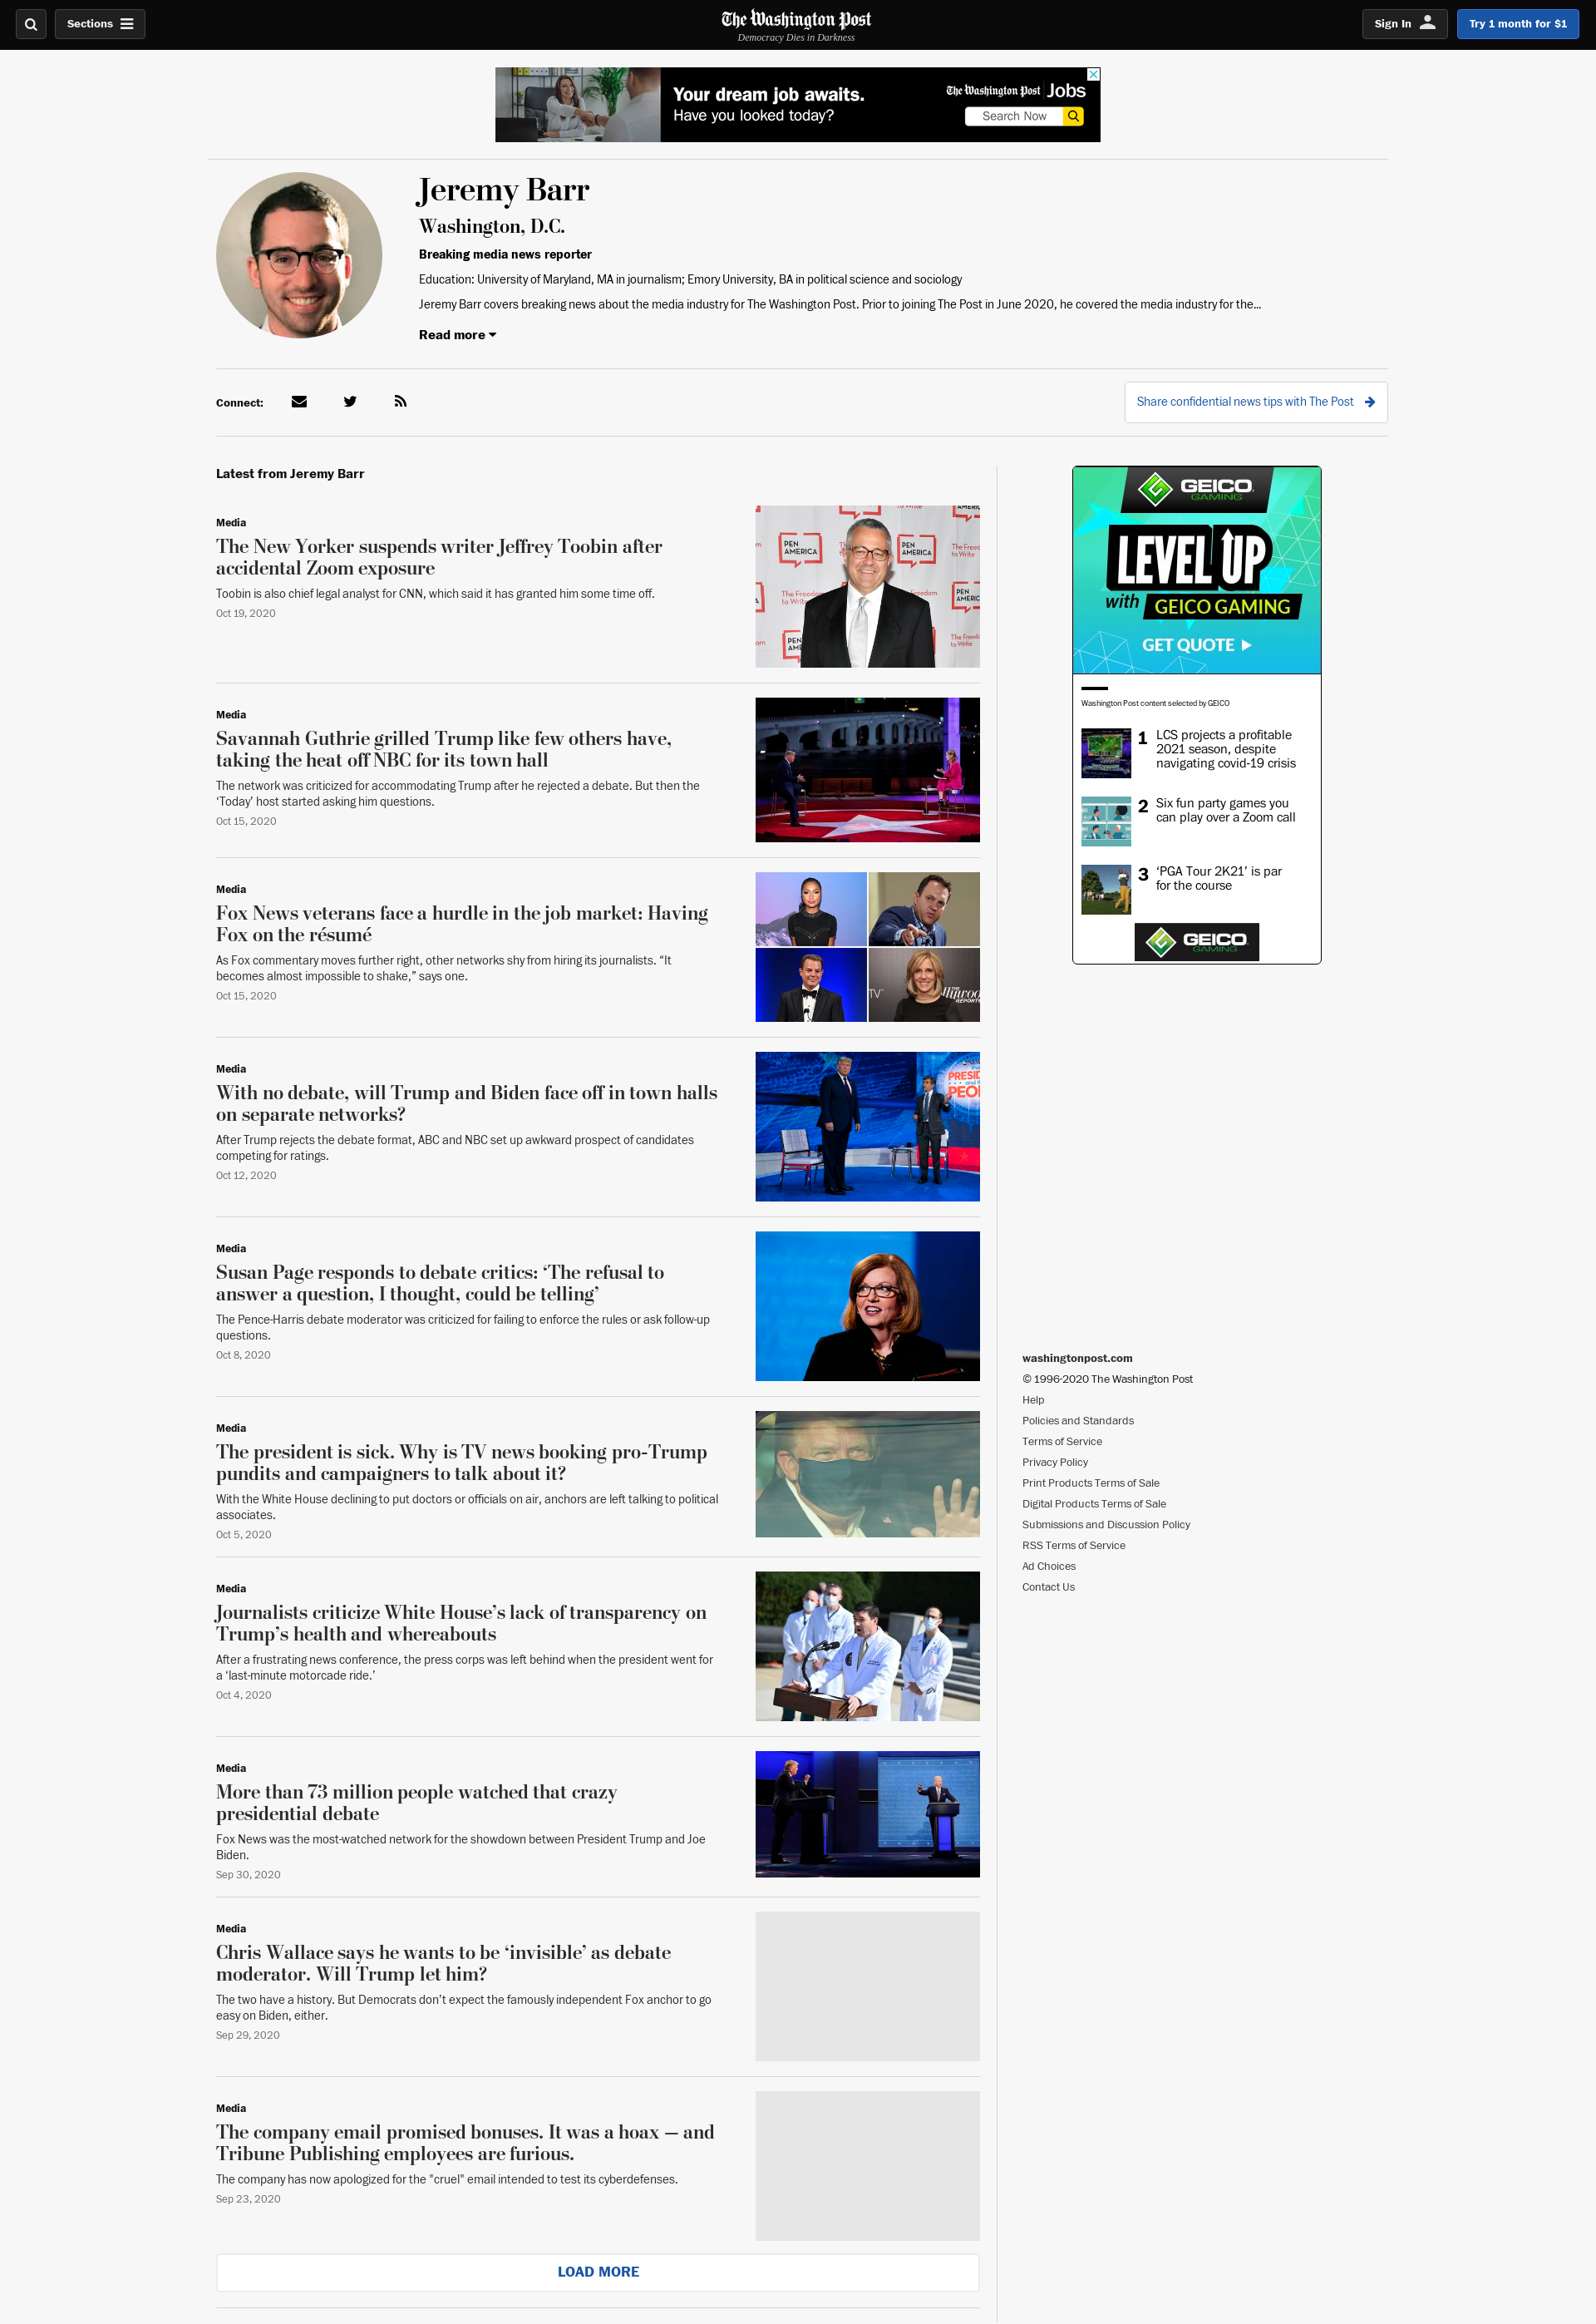 Sections
The Washington Post
Democracy Dies in Darkness
Sign In
Try 1 month for $1
Your dream job awaits.
Have you looked today?
The Washington Post Jobs
Search Now
Jeremy Barr
Washington, D.C.
Breaking media news reporter
Education: University of Maryland, MA in journalism; Emory University, BA in political science and sociology
Jeremy Barr covers breaking news about the media industry for The Washington Post. Prior to joining The Post in June 2020, he covered the media industry for the...
Read more
Connect:
Share confidential news tips with The Post
Latest from Jeremy Barr
Media
The New Yorker suspends writer Jeffrey Toobin after
accidental Zoom exposure
Toobin is also chief legal analyst for CNN, which said it has granted him some time off.
Oct 19, 2020
PEN
AMERICA
PEN
AMERICA
Media
Savannah Guthrie grilled Trump like few others have,
taking the heat off NBC for its town hall
The network was criticized for accommodating Trump after he rejected a debate. But then the
‘Today’ host started asking him questions.
Oct 15, 2020
Media
Fox News veterans face a hurdle in the job market: Having
Fox on the résumé
As Fox commentary moves further right, other networks shy from hiring its journalists. “It
becomes almost impossible to shake,” says one.
Oct 15, 2020
Media
With no debate, will Trump and Biden face off in town halls
on separate networks?
After Trump rejects the debate format, ABC and NBC set up awkward prospect of candidates
competing for ratings.
Oct 12, 2020
Media
Susan Page responds to debate critics: ‘The refusal to
answer a question, I thought, could be telling’
The Pence-Harris debate moderator was criticized for failing to enforce the rules or ask follow-up
questions.
Oct 8, 2020
Media
The president is sick. Why is TV news booking pro-Trump
pundits and campaigners to talk about it?
With the White House declining to put doctors or officials on air, anchors are left talking to political
associates.
Oct 5, 2020
Media
Journalists criticize White House’s lack of transparency on
Trump’s health and whereabouts
After a frustrating news conference, the press corps was left behind when the president went for
a ‘last-minute motorcade ride.’
Oct 4, 2020
Media
More than 73 million people watched that crazy
presidential debate
Fox News was the most-watched network for the showdown between President Trump and Joe
Biden.
Sep 30, 2020
Media
Chris Wallace says he wants to be ‘invisible’ as debate
moderator. Will Trump let him?
The two have a history. But Democrats don’t expect the famously independent Fox anchor to go
easy on Biden, either.
Sep 29, 2020
Media
The company email promised bonuses. It was a hoax — and
Tribune Publishing employees are furious.
The company has now apologized for the "cruel" email intended to test its cyberdefenses.
Sep 23, 2020
LOAD MORE
GEICO
GAMING
LEVEL UP
with GEICO GAMING
GET QUOTE
Washington Post content selected by GEICO
1 LCS projects a profitable
2021 season, despite
navigating covid-19 crisis
2 Six fun party games you
can play over a Zoom call
3 ‘PGA Tour 2K21’ is par
for the course
GEICO
GAMING
washingtonpost.com
© 1996-2020 The Washington Post
Help
Policies and Standards
Terms of Service
Privacy Policy
Print Products Terms of Sale
Digital Products Terms of Sale
Submissions and Discussion Policy
RSS Terms of Service
Ad Choices
Contact Us